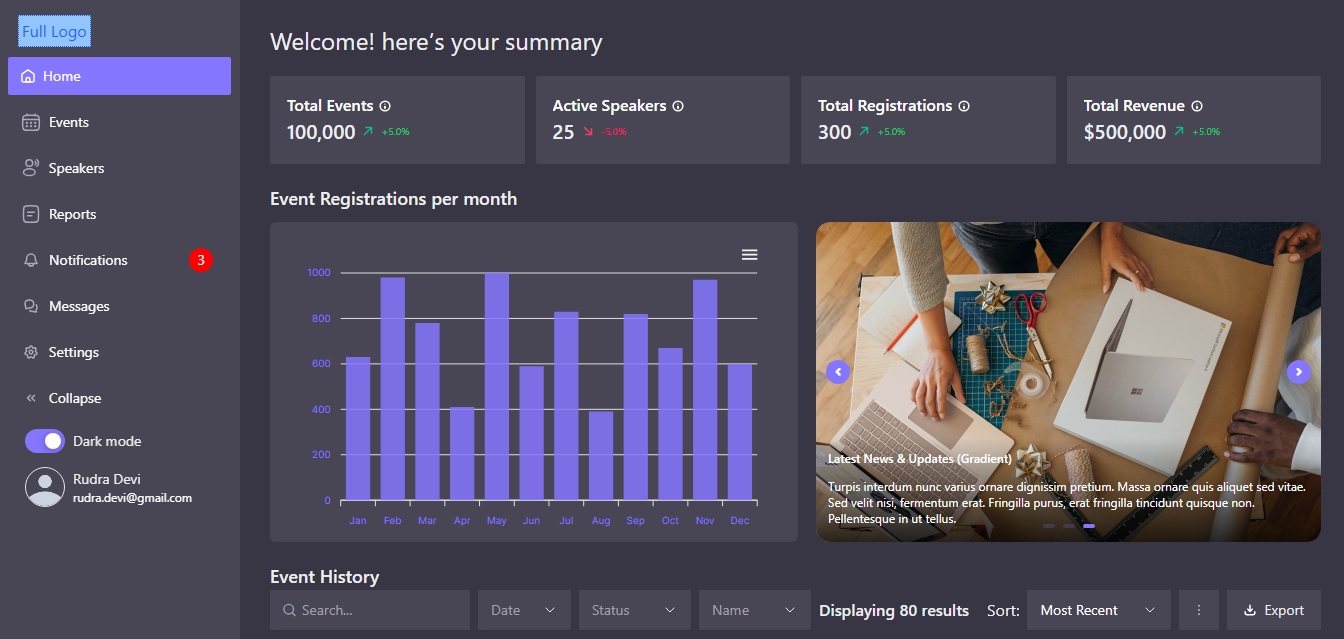 Full Logo
Home
Events
Speakers
Reports
Notifications 3
Messages
Settings
Collapse
Dark mode
Rudra Devi
rudra.devi@gmail.com
Welcome! here’s your summary
Total Events
100,000 +5.0%
Active Speakers
25 -5.0%
Total Registrations
300 +5.0%
Total Revenue
$500,000 +5.0%
Event Registrations per month
1000
800
600
400
200
0
Jan Feb Mar Apr May Jun Jul Aug Sep Oct Nov Dec
Latest News & Updates (Gradient)
Turpis interdum nunc varius ornare dignissim pretium. Massa ornare quis aliquet sed vitae.
Sed velit nisi, fermentum erat. Fringilla purus, erat fringilla tincidunt quisque non.
Pellentesque in ut tellus.
Event History
Search... Date Status Name Displaying 80 results Sort: Most Recent Export